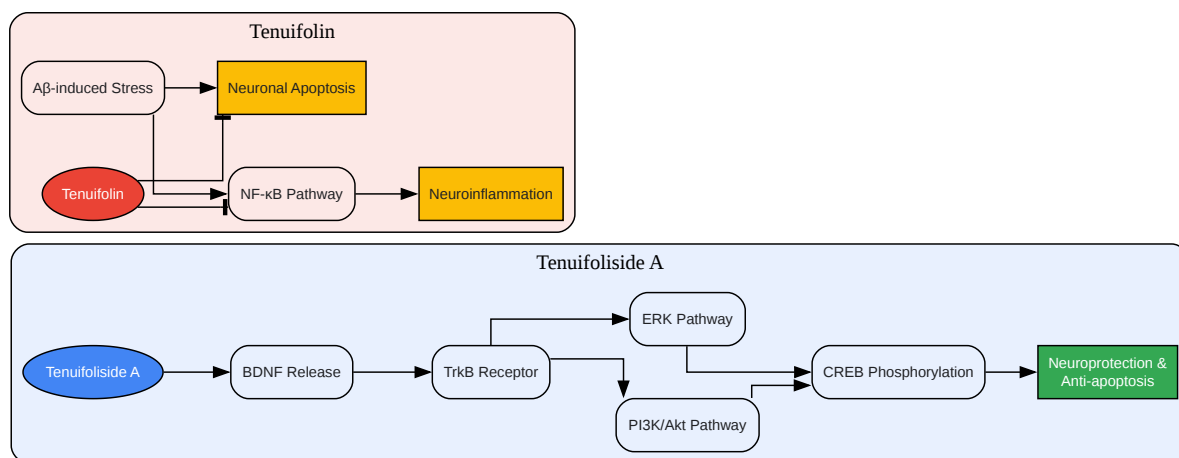 Tenuifolin
Aβ-induced Stress
Neuronal Apoptosis
Tenuifolin
NF-κB Pathway
Neuroinflammation
Tenuifoliside A
ERK Pathway
Tenuifoliside A
BDNF Release
TrkB Receptor
CREB Phosphorylation
Neuroprotection &
Anti-apoptosis
PI3K/Akt Pathway